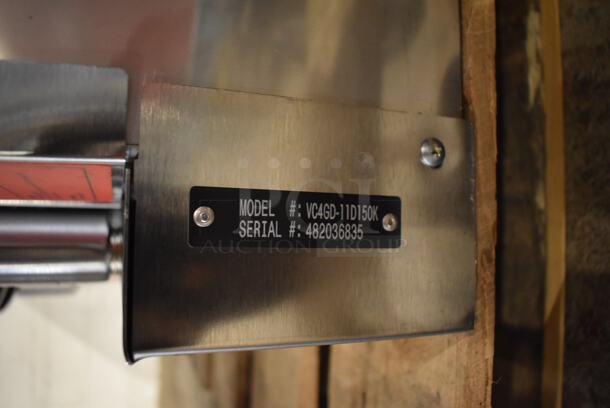 MODEL #: VC4GD-11D150K
SERIAL #: 482036835
AUCTION GROUP